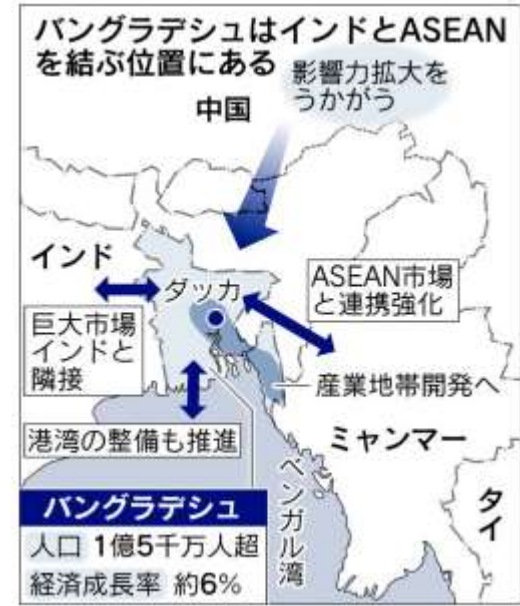 バングラデシュはインドとASEAN
を結ぶ位置にある
影響力拡大を
うかがう
中国
インド
ダッカ
ASEAN市場
と連携強化
巨大市場
インドと
隣接
産業地帯開発へ
港湾の整備も推進
ミャンマー
ベンガル湾
タイ
バングラデシュ
人口 1億5千万人超
経済成長率 約6%